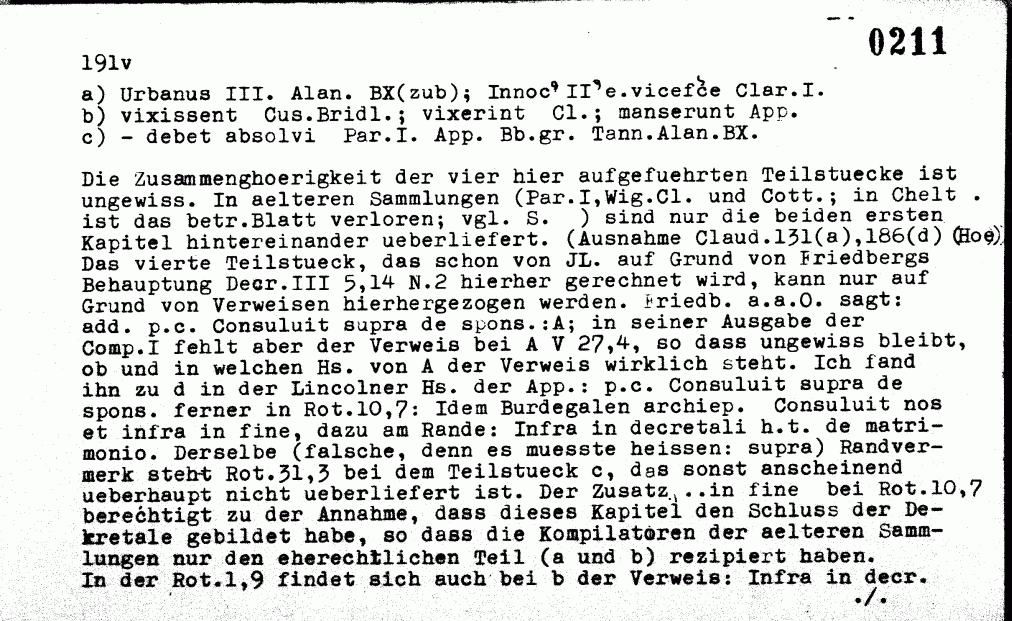 0211
191v
a) Urbanus III. Alan. BX(zub); Innoc' II' e.vicefce Clar.I.
b) vixissent Cus.Bridl.; vixerint Cl.; manserunt App.
c) - debet absolvi Par.I. App. Bb.gr. Tann.Alan.BX.
Die Zusammenghoerigkeit der vier hier aufgefuehrten Teilstuecke ist
ungewiss. In aelteren Sammlungen (Par.I,Wig.Cl. und Cott.; in Chelt .
ist das betr.Blatt verloren; vgl. S. ) sind nur die beiden ersten
Kapitel hintereinander ueberliefert. (Ausnahme Claud.131(a),186(d) (Hoe)
Das vierte Teilstueck, das schon von JL. auf Grund von Friedbergs
Behauptung Decr.III 5,14 N.2 hierher gerechnet wird, kann nur auf
Grund von Verweisen hierhergezogen werden. Friedb. a.a.O. sagt:
add. p.c. Consuluit supra de spons.:A; in seiner Ausgabe der
Comp.I fehlt aber der Verweis bei A V 27,4, so dass ungewiss bleibt,
ob und in welchen Hs. von A der Verweis wirklich steht. Ich fand
ihn zu d in der Lincolner Hs. der App.: p.c. Consuluit supra de
spons. ferner in Rot.10,7: Idem Burdegalen archiep. Consuluit nos
et infra in fine, dazu am Rande: Infra in decretali h.t. de matri-
monio. Derselbe (falsche, denn es muesste heissen: supra) Randver-
merk steht Rot.31,3 bei dem Teilstueck c, das sonst anscheinend
ueberhaupt nicht ueberliefert ist. Der Zusatz ...in fine bei Rot.10,7
berechtigt zu der Annahme, dass dieses Kapitel den Schluss der De-
kretale gebildet habe, so dass die Kompilatoren der aelteren Samm-
lungen nur den eherechtlichen Teil (a und b) rezipiert haben.
In der Rot.1,9 findet sich auch bei b der Verweis: Infra in decr.
./.